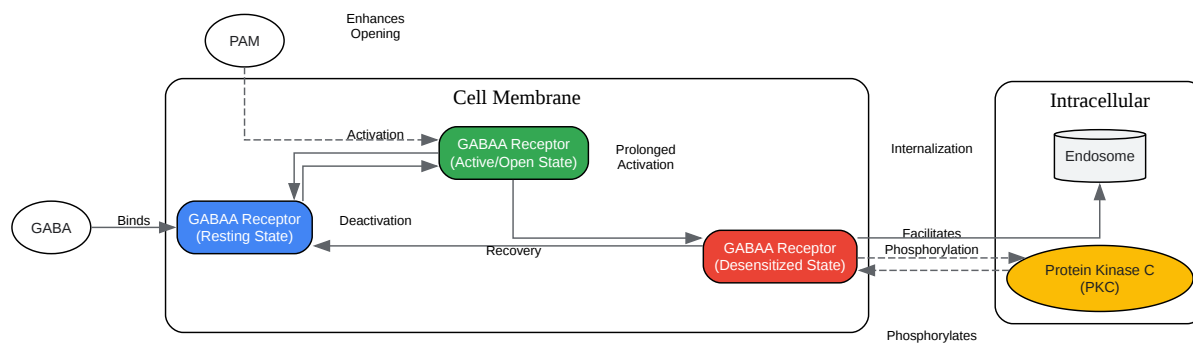 Enhances
Opening
PAM
Cell Membrane
Intracellular
Activation
GABAA Receptor
(Active/Open State)
Prolonged
Activation
Internalization
Endosome
GABA
Binds
GABAA Receptor
(Resting State)
Deactivation
Recovery
GABAA Receptor
(Desensitized State)
Facilitates
Phosphorylation
Protein Kinase C
(PKC)
Phosphorylates